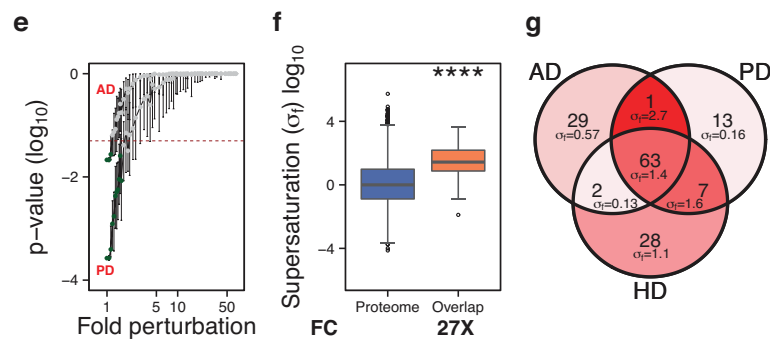 e
p-value (log10)
0
−2
−4
AD
PD
1
5
10
50
Fold perturbation
f
Supersaturation (σf) log10
4
0
−4
****
Proteome
Overlap
FC
27X
g
AD
PD
1
σf=2.7
29
σf=0.57
13
σf=0.16
63
σf=1.4
2
σf=0.13
7
σf=1.6
28
σf=1.1
HD